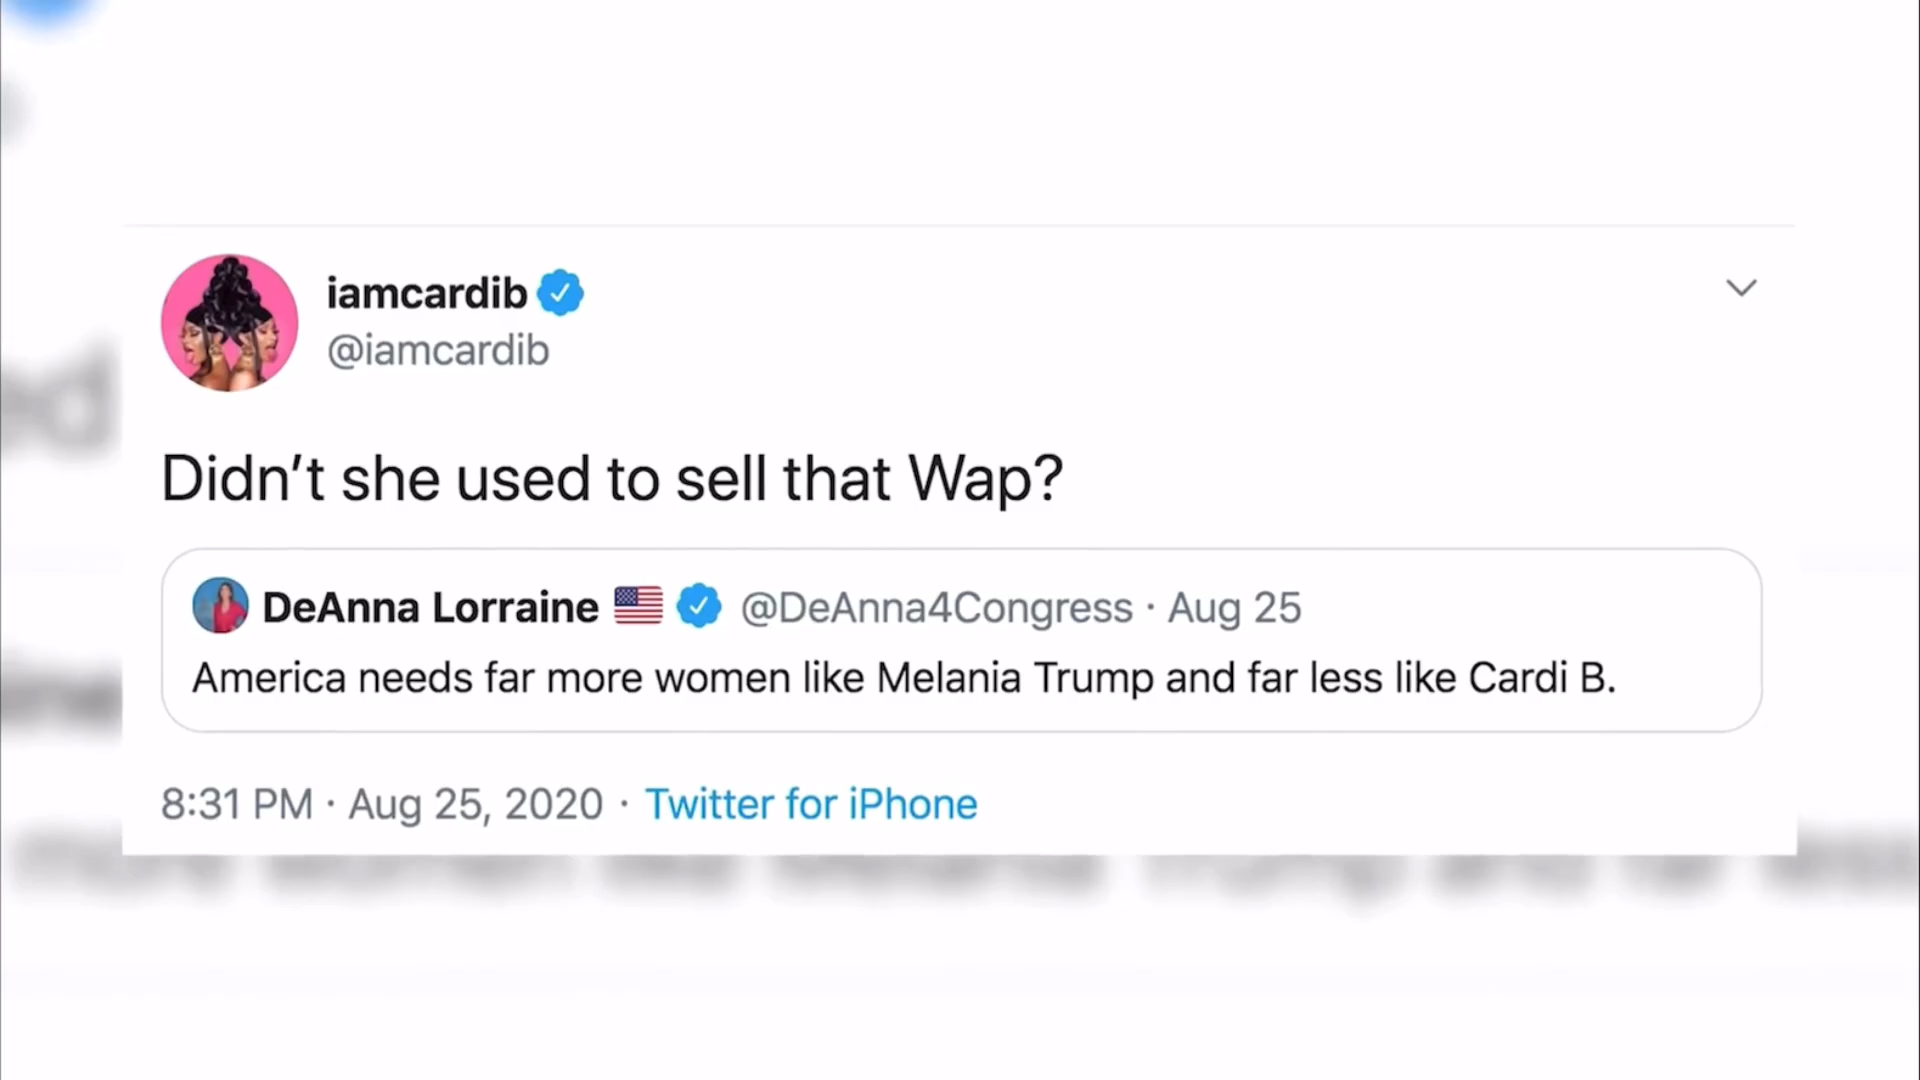 iamcardib
@iamcardib
Didn't she used to sell that Wap?
DeAnna Lorraine 🇺🇸 @DeAnna4Congress · Aug 25
America needs far more women like Melania Trump and far less like Cardi B.
8:31 PM · Aug 25, 2020 · Twitter for iPhone